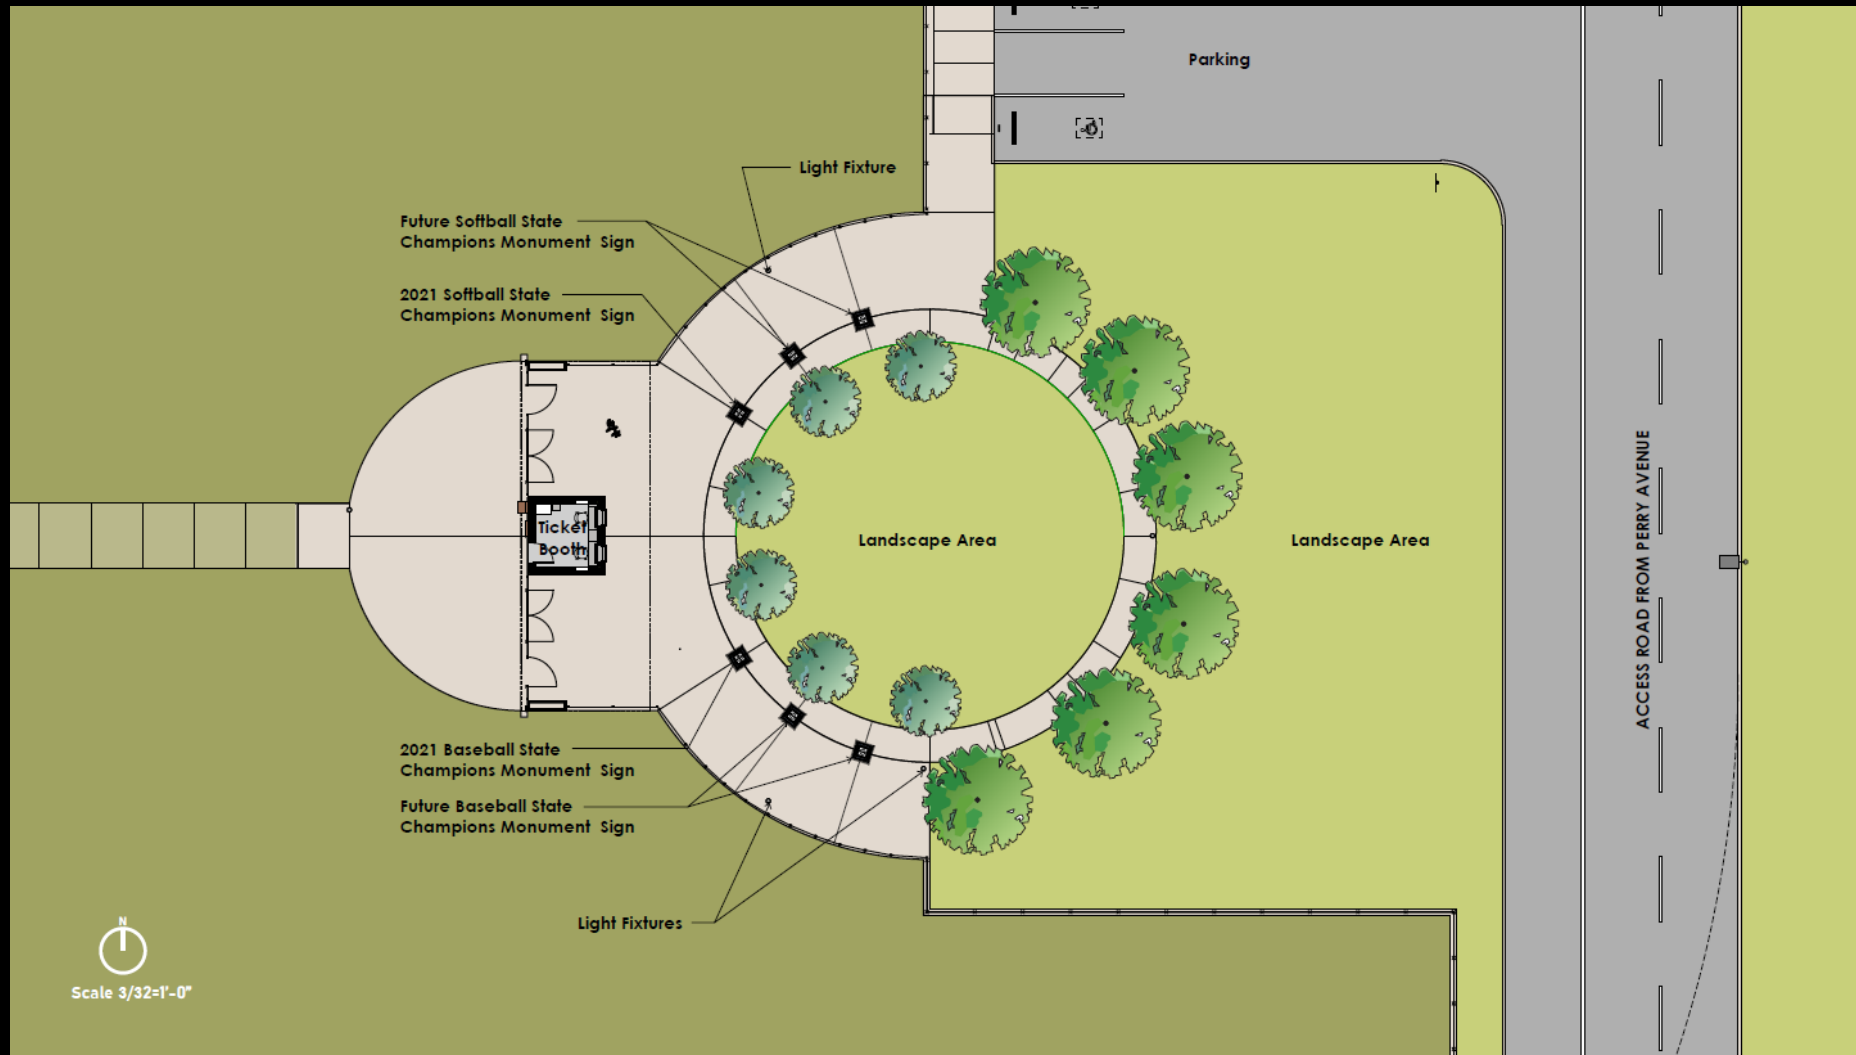 Parking
Light Fixture
Future Softball State
Champions Monument Sign
2021 Softball State
Champions Monument Sign
Ticket
Booth
Landscape Area
Landscape Area
ACCESS ROAD FROM PERRY AVENUE
2021 Baseball State
Champions Monument Sign
Future Baseball State
Champions Monument Sign
Light Fixtures
N
Scale 3/32=1'-0"